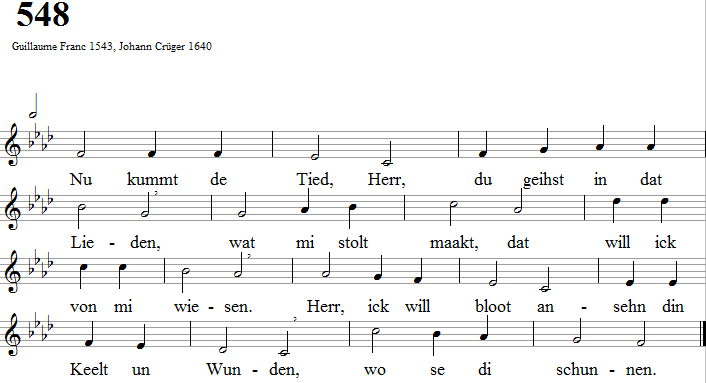 548
Guillaume Franc 1543, Johann Crüger 1640
Nu kummt de Tied, Herr, du geihst in dat
Lie - den, wat mi stolt maakt, dat will ick
von mi wie - sen. Herr, ick will bloot an - sehn din
Keelt un Wun - den, wo se di schun - nen.